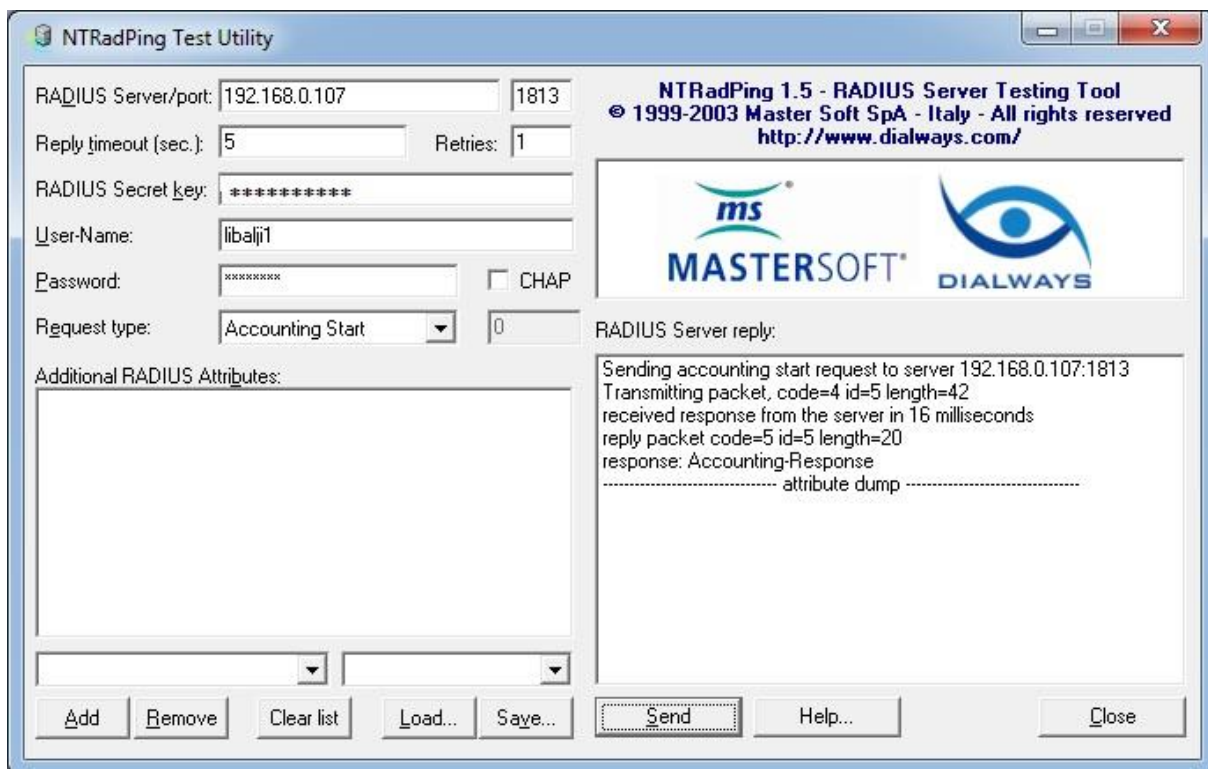 NTRadPing Test Utility
RADIUS Server/port: 192.168.0.107 1813
Reply timeout (sec.): 5 Retries: 1
RADIUS Secret key: **********
User-Name: libalji1
Password: ******** CHAP
Request type: Accounting Start 0
Additional RADIUS Attributes:
Add Remove Clear list Load... Save...
NTRadPing 1.5 - RADIUS Server Testing Tool
© 1999-2003 Master Soft SpA - Italy - All rights reserved
http://www.dialways.com/
ms
MASTERSOFT
DIALWAYS
RADIUS Server reply:
Sending accounting start request to server 192.168.0.107:1813
Transmitting packet, code=4 id=5 length=42
received response from the server in 16 milliseconds
reply packet code=5 id=5 length=20
response: Accounting-Response
-------------------------------- attribute dump --------------------------------
Send Help... Close